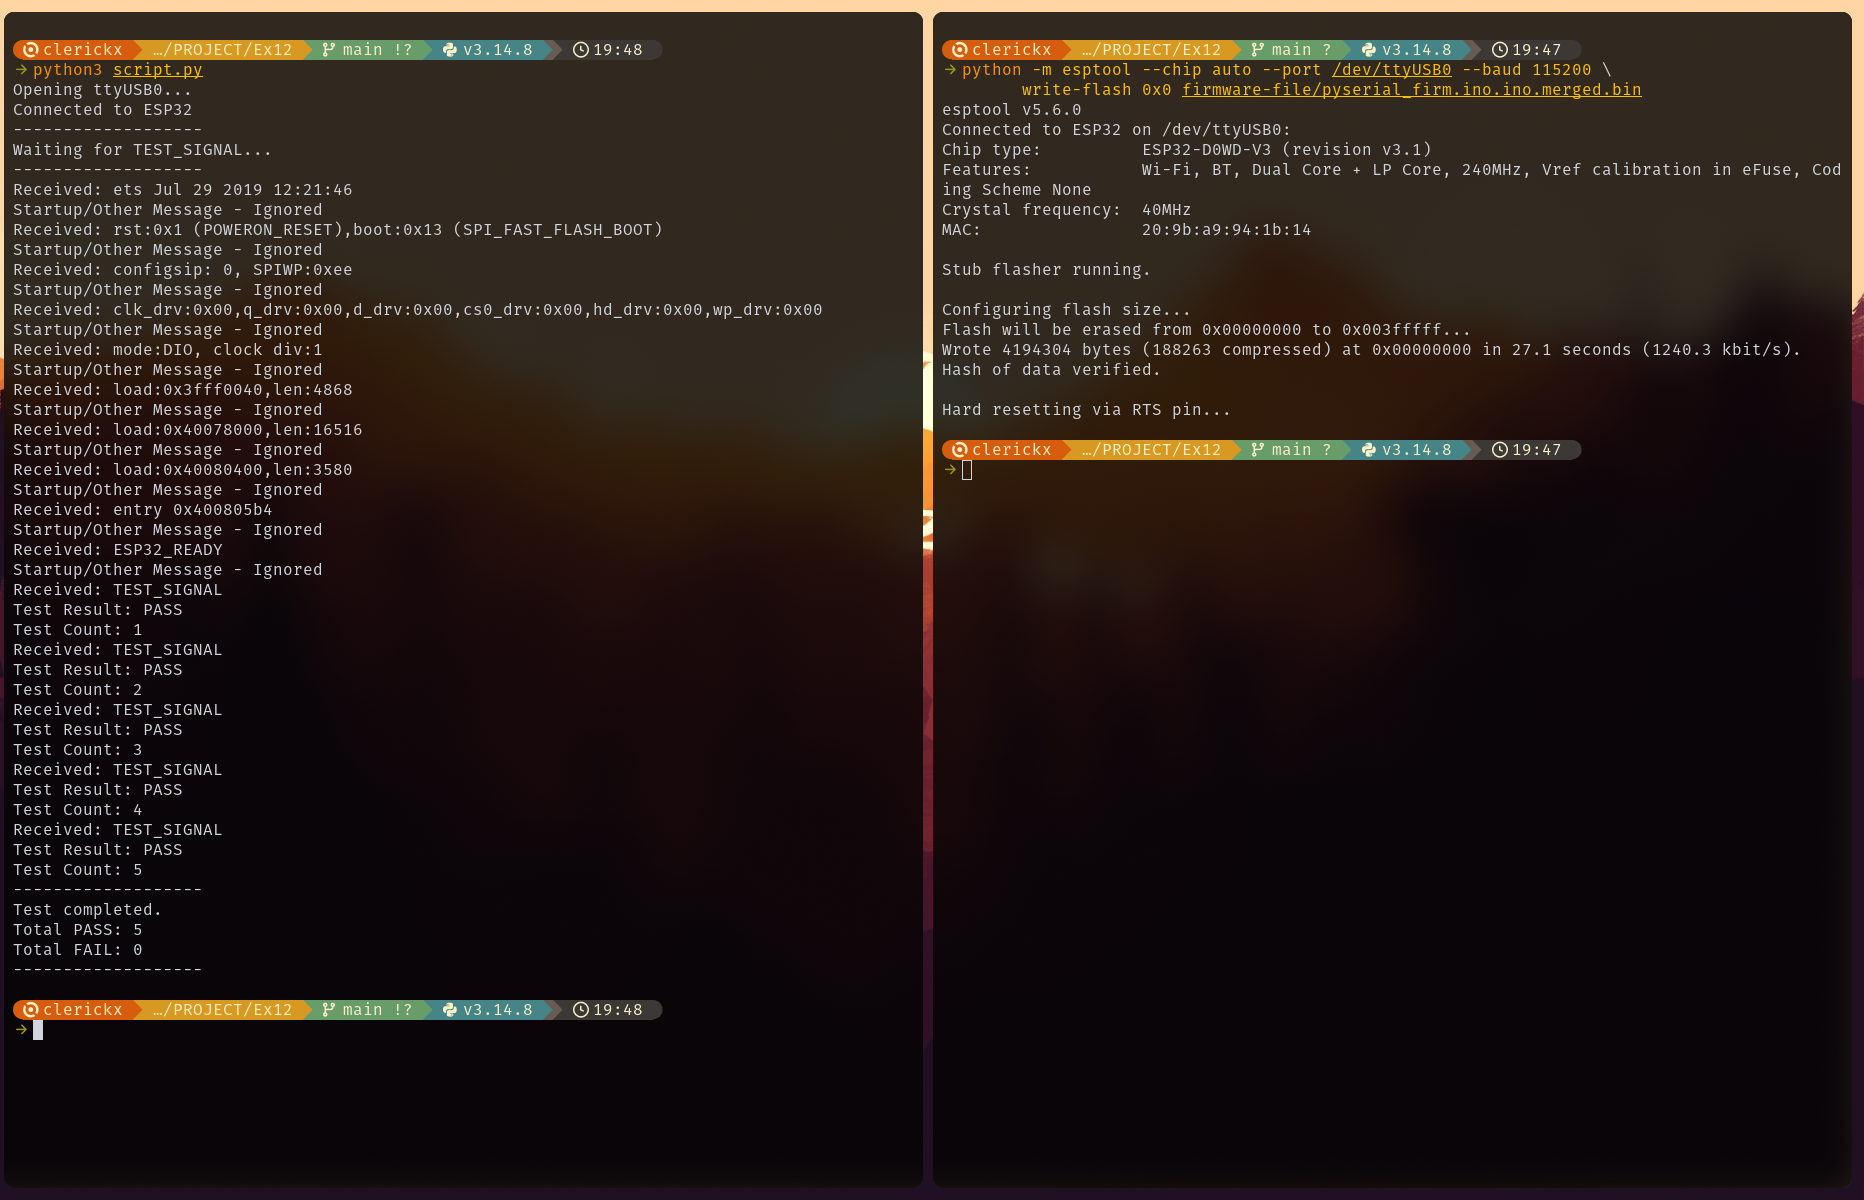 clerickx …/PROJECT/Ex12 main !? v3.14.8 19:48
→ python3 script.py
Opening ttyUSB0...
Connected to ESP32
-------------------
Waiting for TEST_SIGNAL...
-------------------
Received: ets Jul 29 2019 12:21:46
Startup/Other Message - Ignored
Received: rst:0x1 (POWERON_RESET),boot:0x13 (SPI_FAST_FLASH_BOOT)
Startup/Other Message - Ignored
Received: configsip: 0, SPIWP:0xee
Startup/Other Message - Ignored
Received: clk_drv:0x00,q_drv:0x00,d_drv:0x00,cs0_drv:0x00,hd_drv:0x00,wp_drv:0x00
Startup/Other Message - Ignored
Received: mode:DIO, clock div:1
Startup/Other Message - Ignored
Received: load:0x3fff0040,len:4868
Startup/Other Message - Ignored
Received: load:0x40078000,len:16516
Startup/Other Message - Ignored
Received: load:0x40080400,len:3580
Startup/Other Message - Ignored
Received: entry 0x400805b4
Startup/Other Message - Ignored
Received: ESP32_READY
Startup/Other Message - Ignored
Received: TEST_SIGNAL
Test Result: PASS
Test Count: 1
Received: TEST_SIGNAL
Test Result: PASS
Test Count: 2
Received: TEST_SIGNAL
Test Result: PASS
Test Count: 3
Received: TEST_SIGNAL
Test Result: PASS
Test Count: 4
Received: TEST_SIGNAL
Test Result: PASS
Test Count: 5
-------------------
Test completed.
Total PASS: 5
Total FAIL: 0
-------------------
clerickx …/PROJECT/Ex12 main !? v3.14.8 19:48
→
clerickx …/PROJECT/Ex12 main ? v3.14.8 19:47
→ python -m esptool --chip auto --port /dev/ttyUSB0 --baud 115200 \
write-flash 0x0 firmware-file/pyserial_firm.ino.ino.merged.bin
esptool v5.6.0
Connected to ESP32 on /dev/ttyUSB0:
Chip type: ESP32-D0WD-V3 (revision v3.1)
Features: Wi-Fi, BT, Dual Core + LP Core, 240MHz, Vref calibration in eFuse, Cod
ing Scheme None
Crystal frequency: 40MHz
MAC: 20:9b:a9:94:1b:14
Stub flasher running.
Configuring flash size...
Flash will be erased from 0x00000000 to 0x003fffff...
Wrote 4194304 bytes (188263 compressed) at 0x00000000 in 27.1 seconds (1240.3 kbit/s).
Hash of data verified.
Hard resetting via RTS pin...
clerickx …/PROJECT/Ex12 main ? v3.14.8 19:47
→